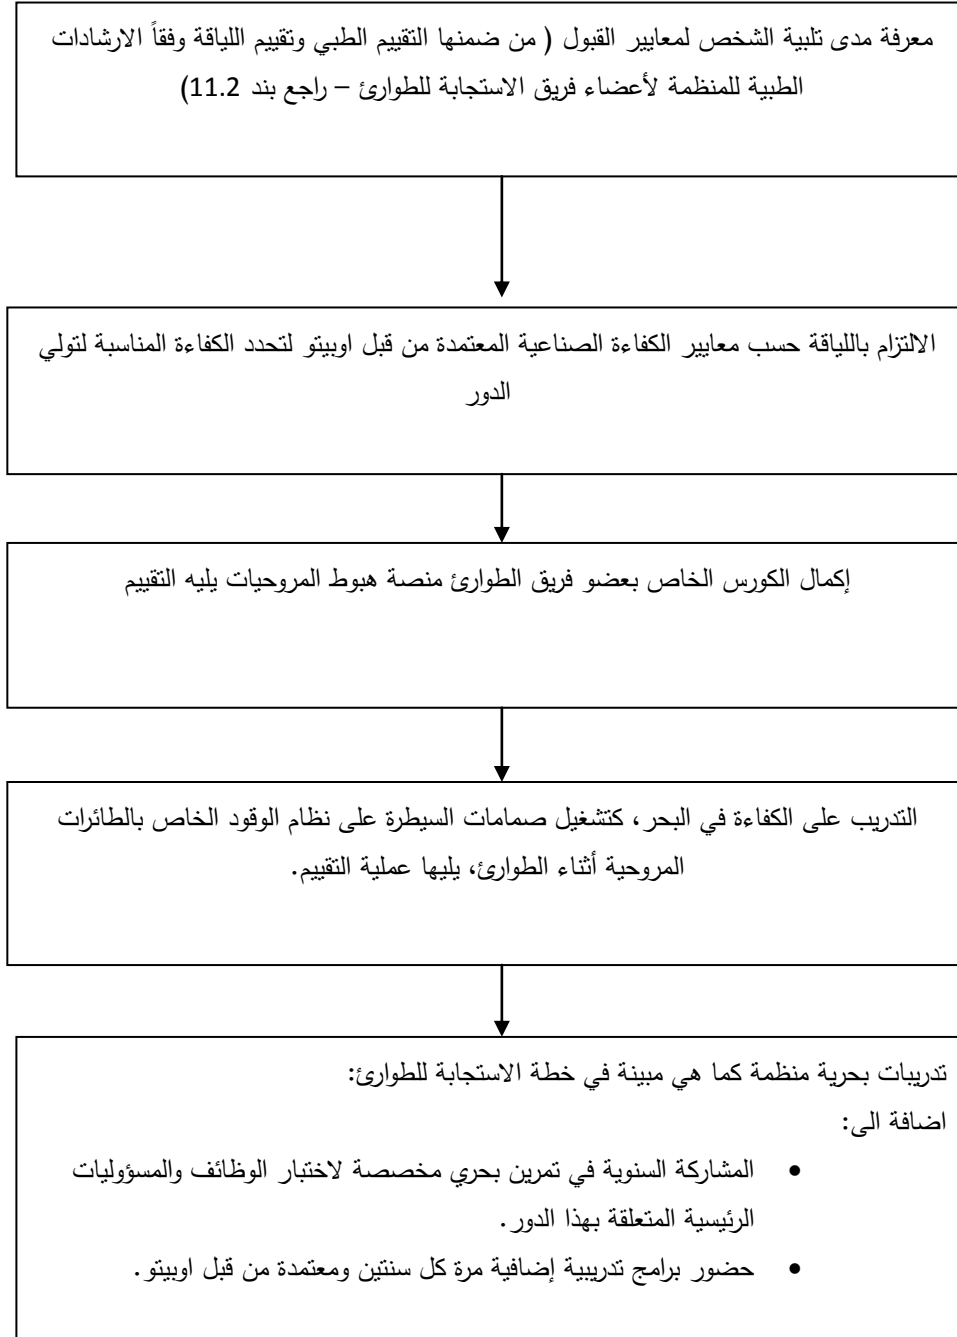 معرفة مدى تلبية الشخص لمعايير القبول ( من ضمنها التقييم الطبي وتقييم اللياقة وفقاً الارشادات
الطبية للمنظمة لأعضاء فريق الاستجابة للطوارئ – راجع بند 11.2)
الالتزام باللياقة حسب معايير الكفاءة الصناعية المعتمدة من قبل اوبيتو لتحدد الكفاءة المناسبة لتولي
الدور
إكمال الكورس الخاص بعضو فريق الطوارئ منصة هبوط المروحيات يليه التقييم
التدريب على الكفاءة في البحر، كتشغيل صمامات السيطرة على نظام الوقود الخاص بالطائرات
المروحية أثناء الطوارئ، يليها عملية التقييم.
تدريبات بحرية منظمة كما هي مبينة في خطة الاستجابة للطوارئ:
اضافة الى:
• المشاركة السنوية في تمرين بحري مخصصة لاختبار الوظائف والمسؤوليات
الرئيسية المتعلقة بهذا الدور.
• حضور برامج تدريبية إضافية مرة كل سنتين ومعتمدة من قبل اوبيتو.